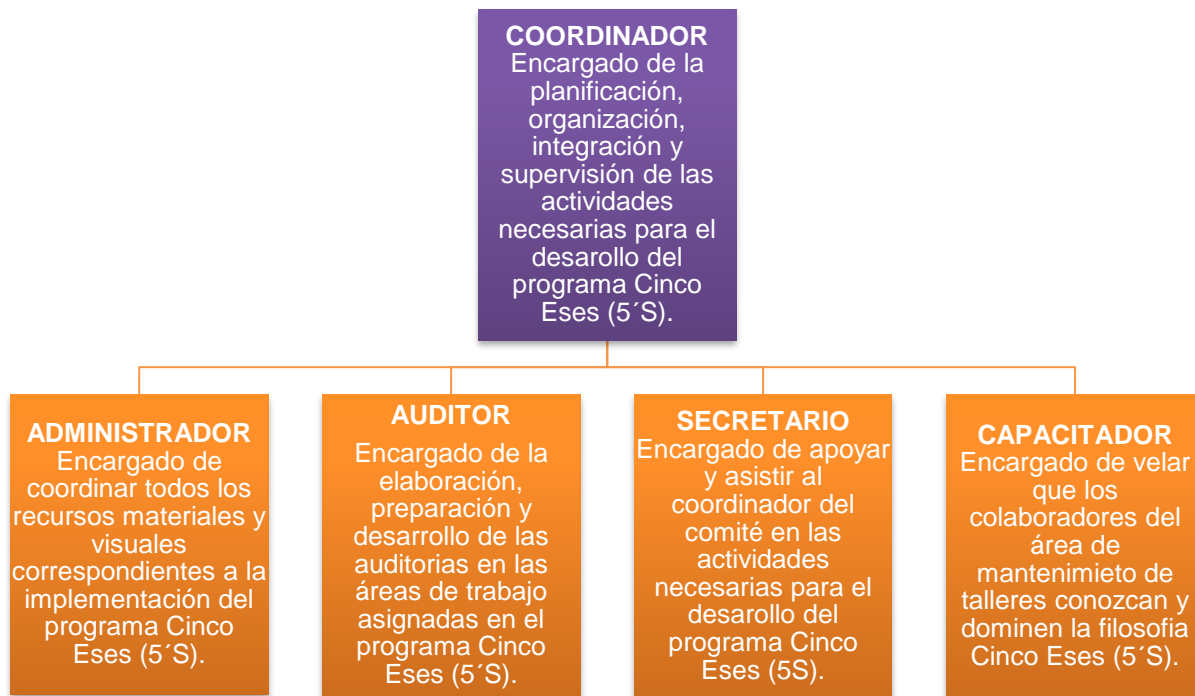 COORDINADOR
Encargado de la
planificación,
organización,
integración y
supervisión de las
actividades
necesarias para el
desarollo del
programa Cinco
Eses (5´S).
ADMINISTRADOR
Encargado de
coordinar todos los
recursos materiales y
visuales
correspondientes a la
implementación del
programa Cinco
Eses (5´S).
AUDITOR
Encargado de la
elaboración,
preparación y
desarrollo de las
auditorias en las
áreas de trabajo
asignadas en el
programa Cinco
Eses (5´S).
SECRETARIO
Encargado de apoyar
y asistir al
coordinador del
comité en las
actividades
necesarias para el
desarollo del
programa Cinco
Eses (5S).
CAPACITADOR
Encargado de velar
que los
colaboradores del
área de
mantenimieto de
talleres conozcan y
dominen la filosofia
Cinco Eses (5´S).